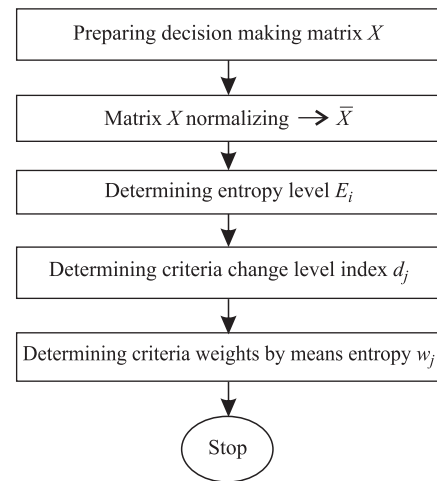 Preparing decision making matrix X
Matrix X normalizing → X̅
Determining entropy level Eᵢ
Determining criteria change level index dⱼ
Determining criteria weights by means entropy wⱼ
Stop